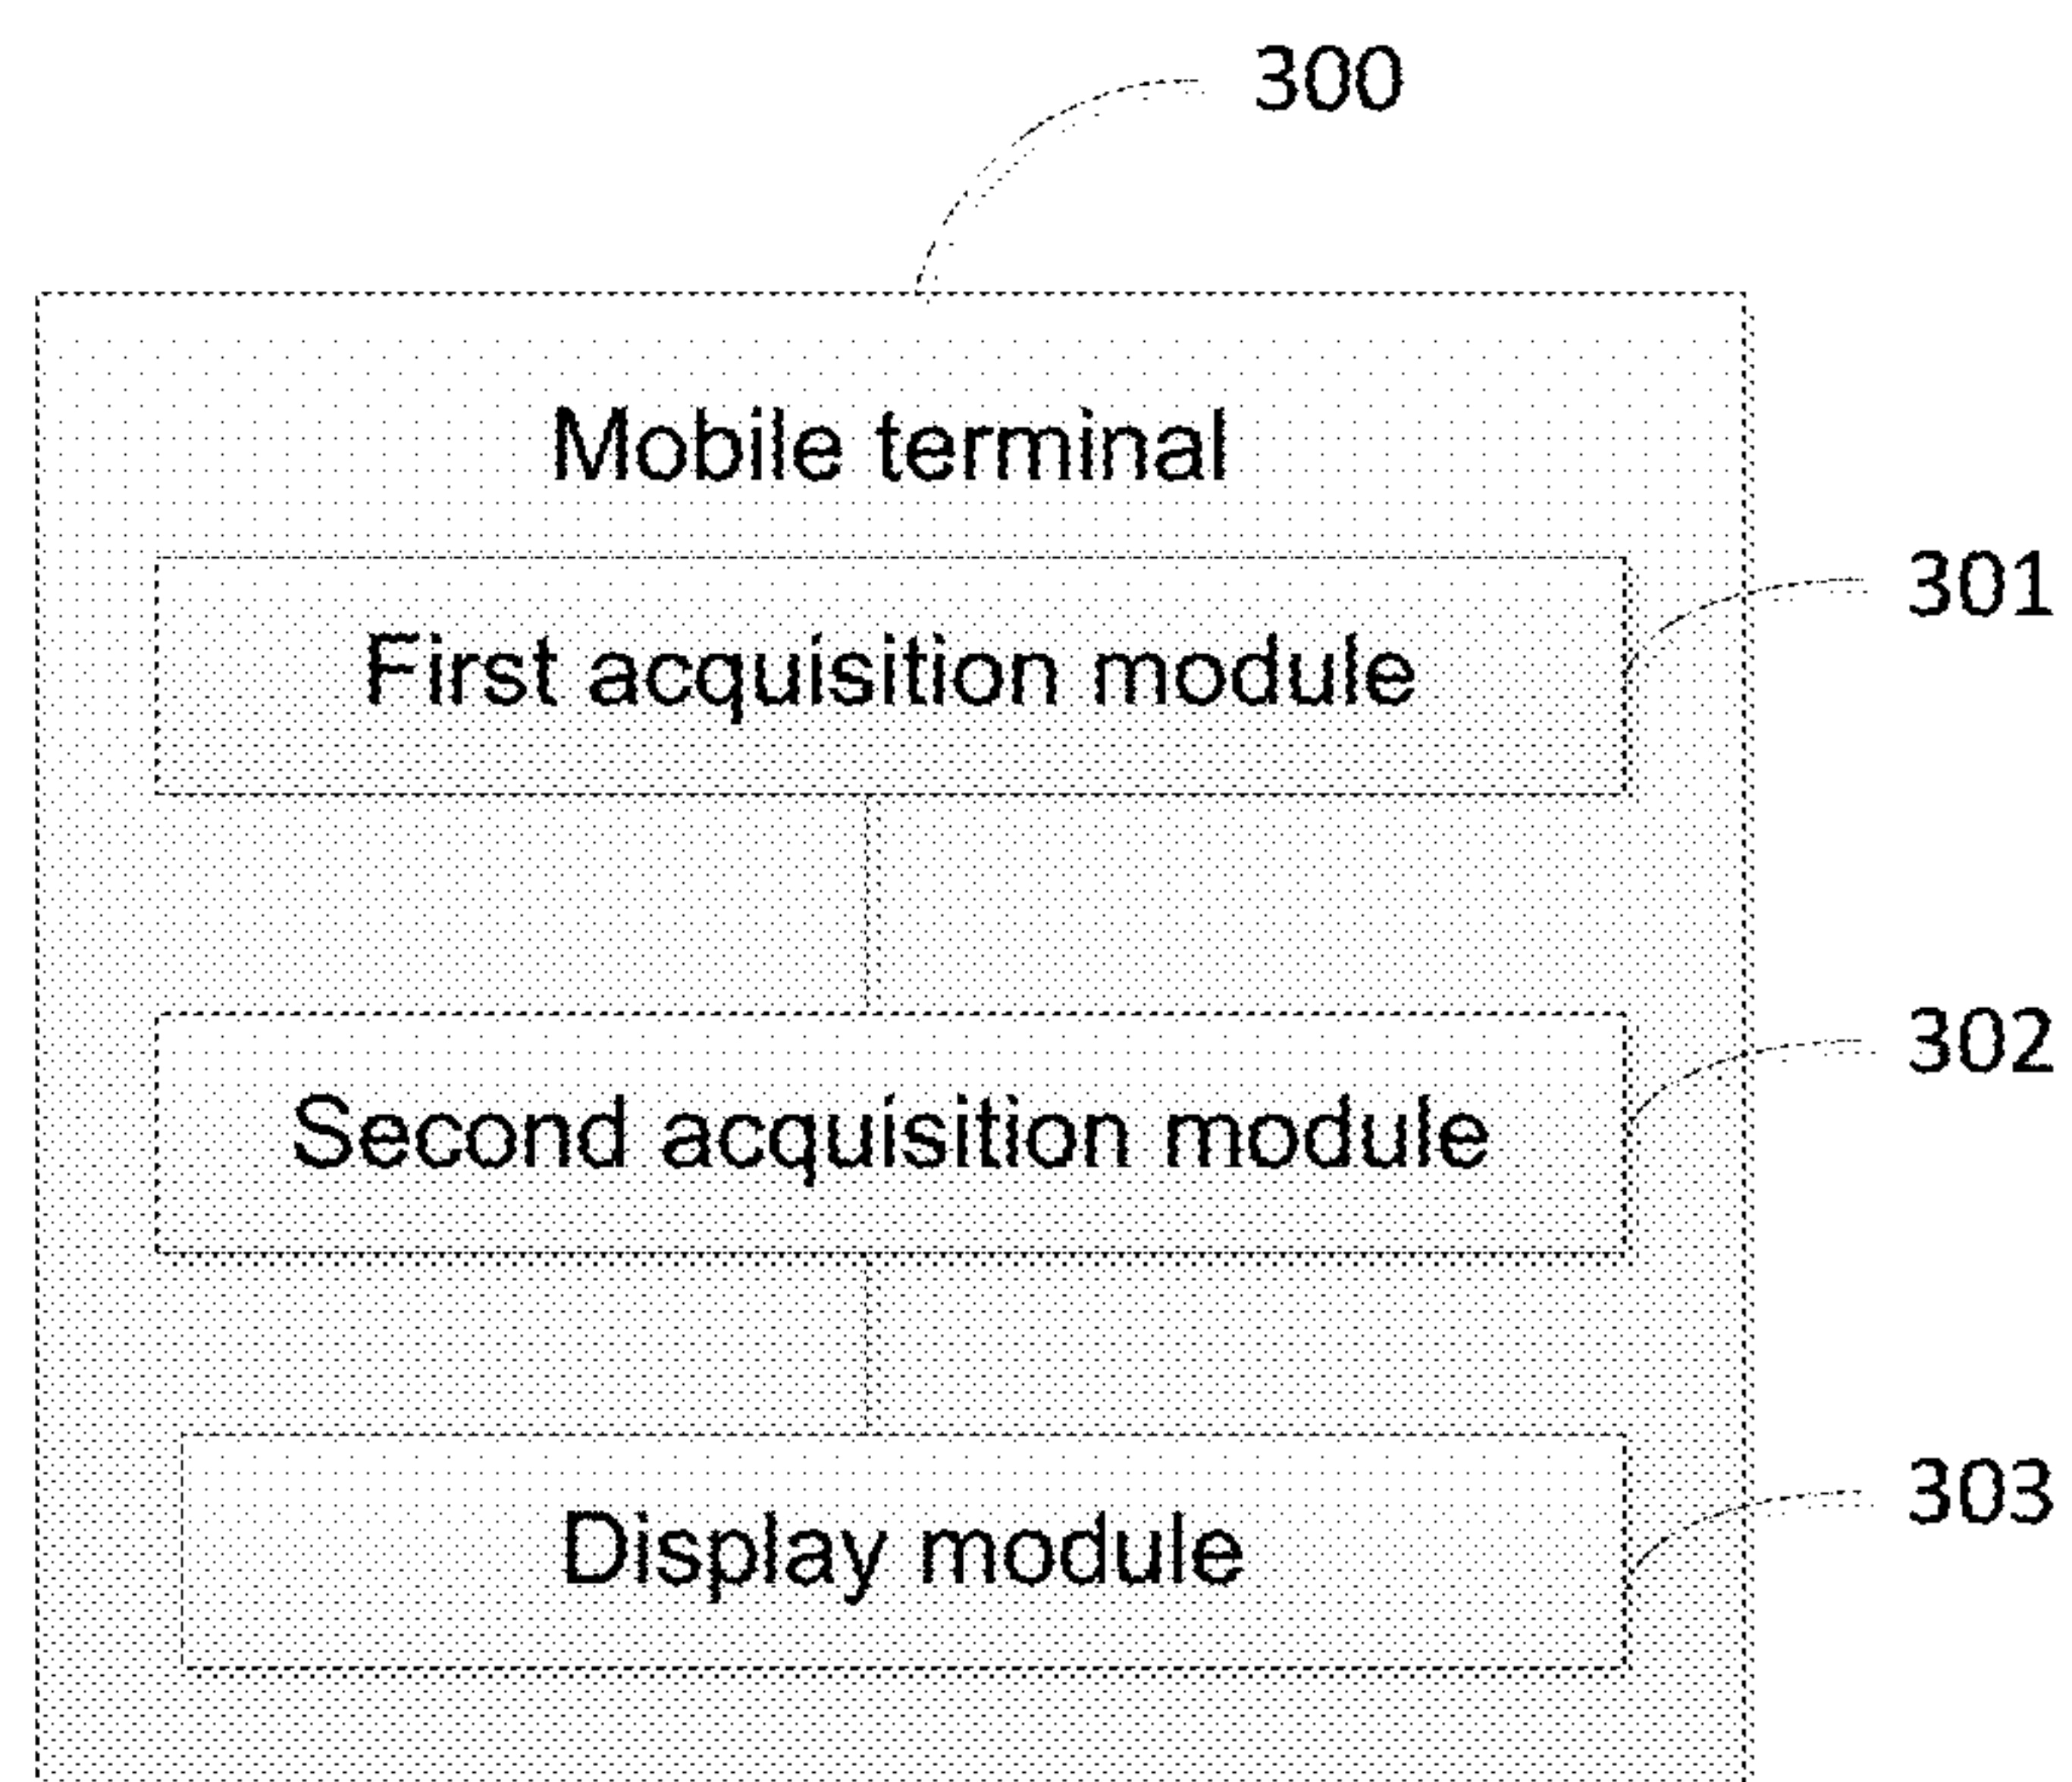 300
Mobile terminal
301
First acquisition module
302
Second acquisition module
303
Display module